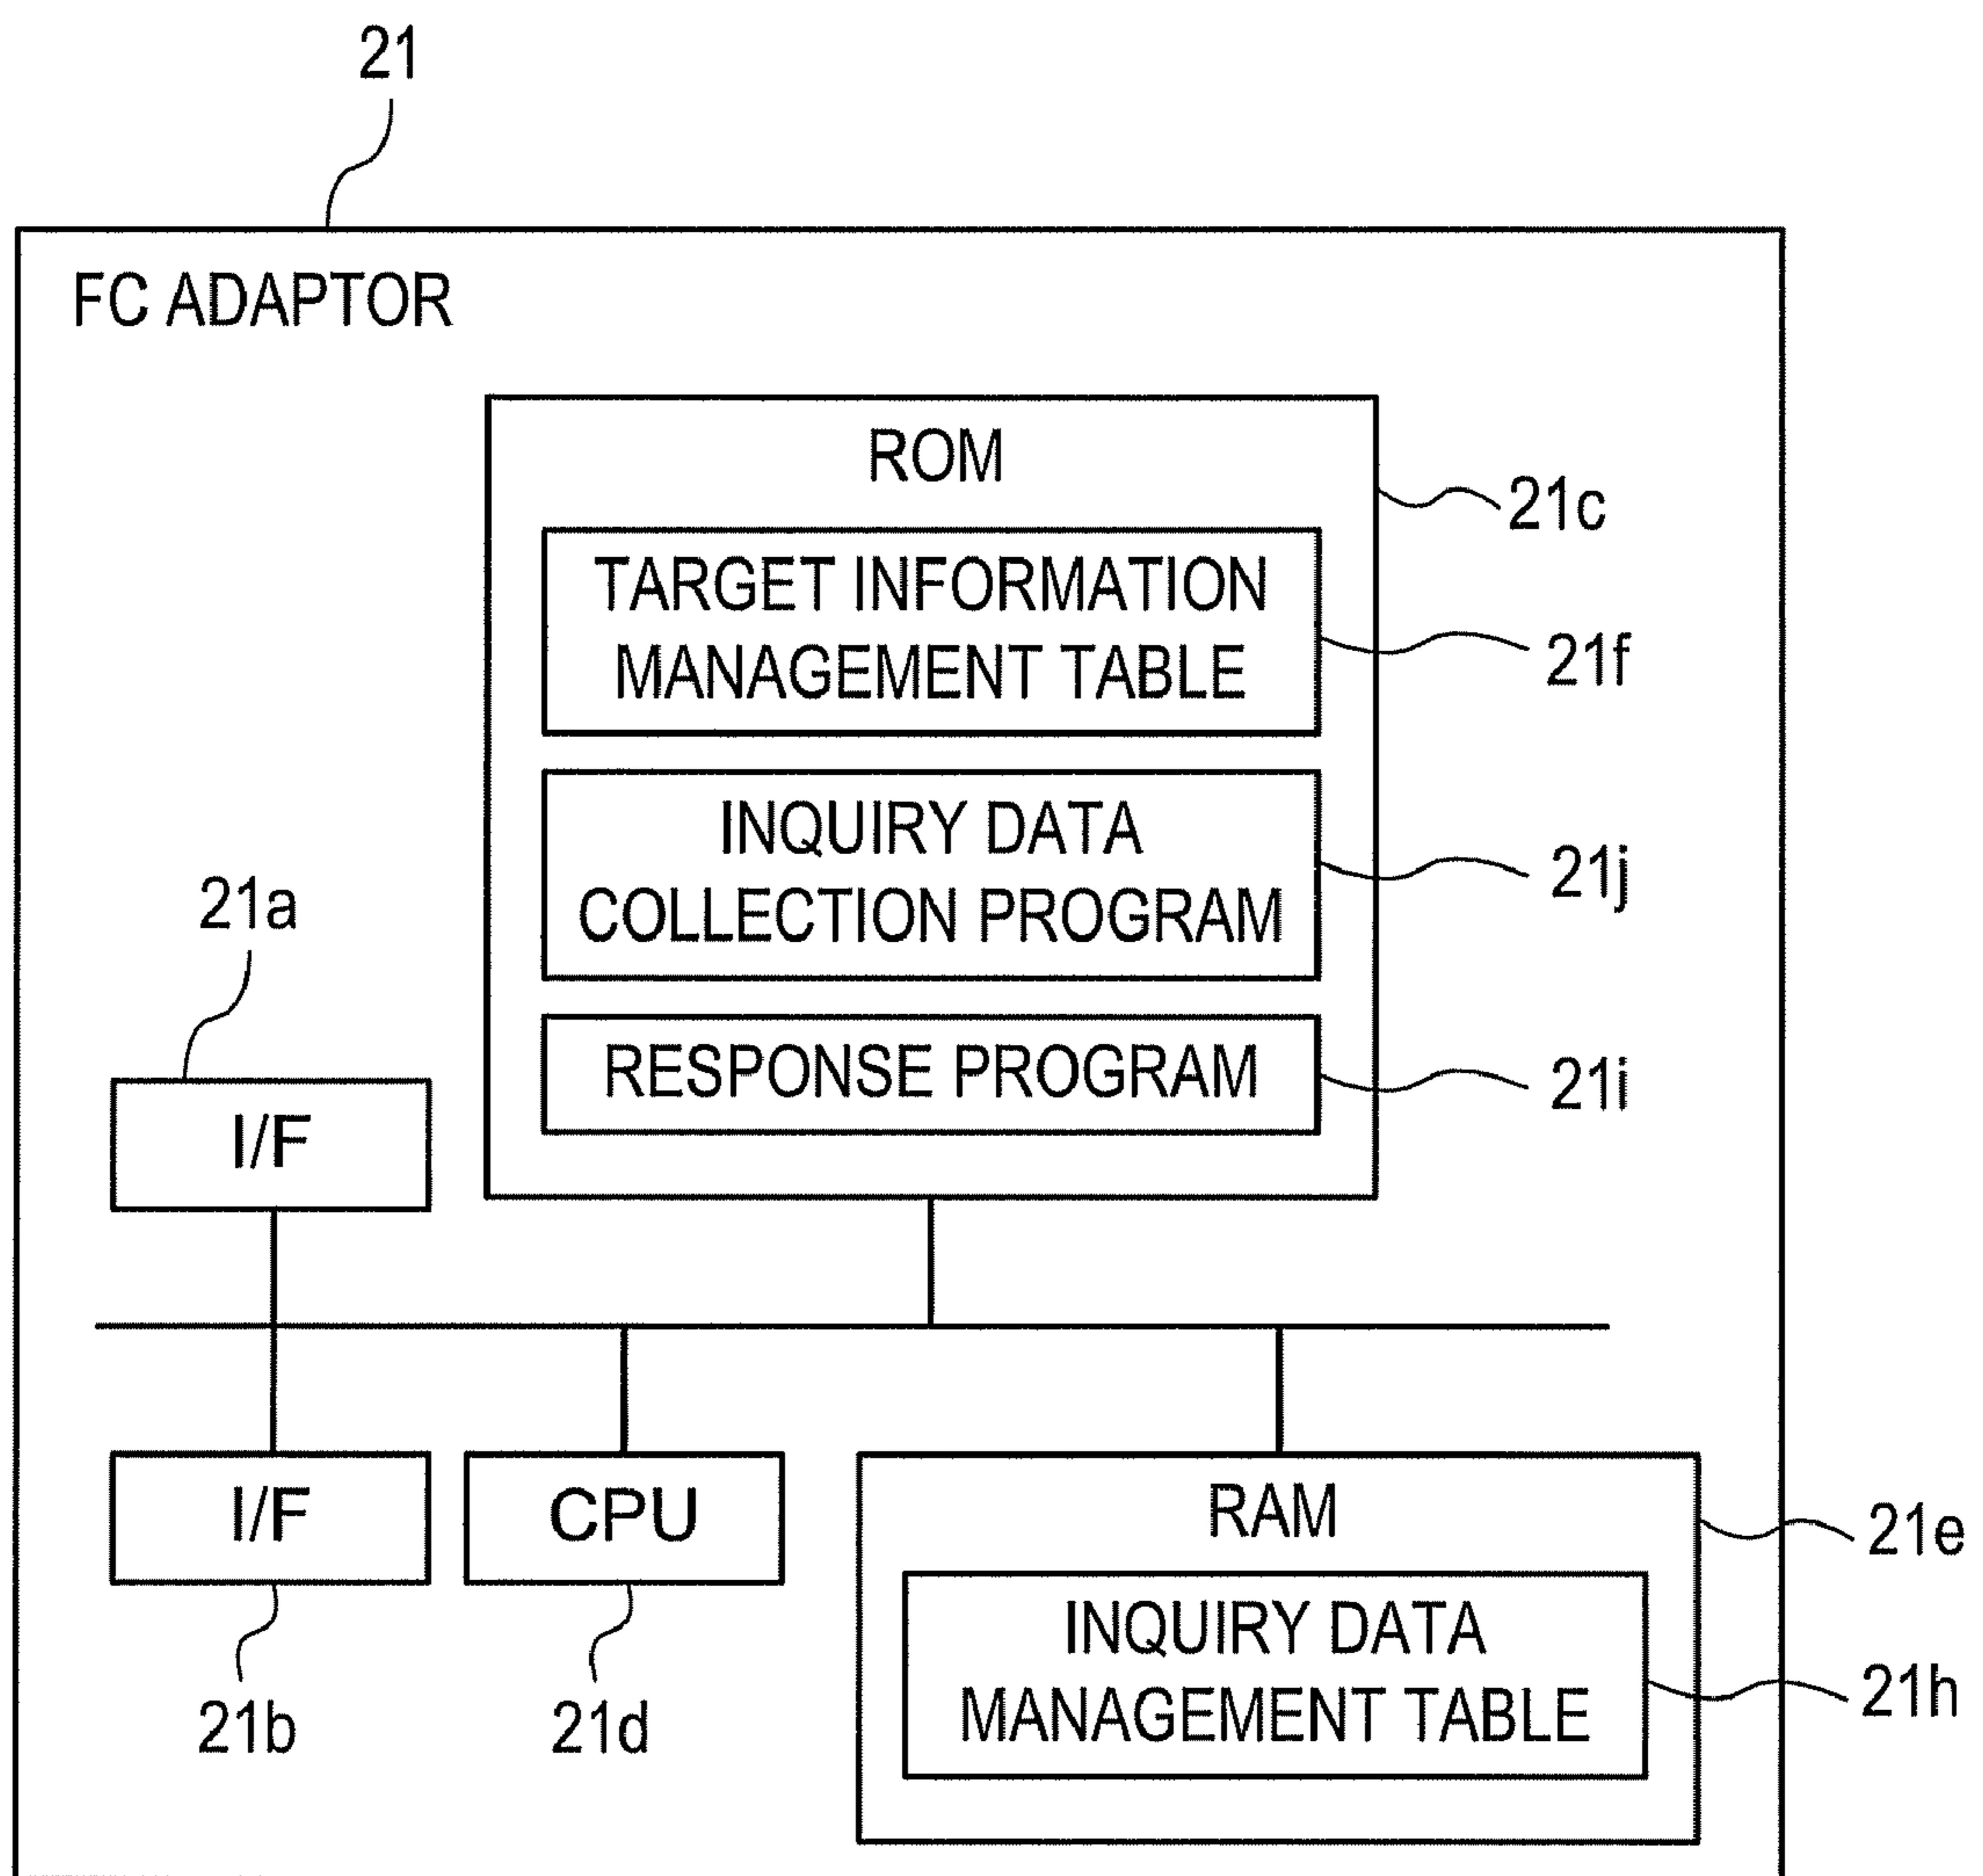 21
FC ADAPTOR
ROM
21c
TARGET INFORMATION
MANAGEMENT TABLE
21f
INQUIRY DATA
COLLECTION PROGRAM
21j
RESPONSE PROGRAM
21i
21a
I/F
I/F
21b
CPU
21d
RAM
21e
INQUIRY DATA
MANAGEMENT TABLE
21h